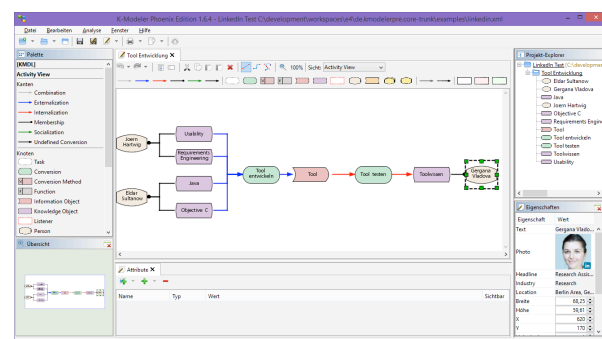 K-Modeler Phoenix Edition 1.6.4 - LinkedIn Test C:\development\workspaces\e4\de.kmodelerpre.core-trunk\examples\linkedin.xml
Datei Bearbeiten Analyse Fenster Hilfe
Palette
[KMDL]
Activity View
Kanten
Combination
Externalization
Internalization
Membership
Socialization
Undefined Conversion
Knoten
Task
Conversion
Conversion Method
Function
Information Object
Knowledge Object
Listener
Person
Übersicht
Tool Entwicklung
100% Sicht: Activity View
Joern Hartwig
Usability
Requirements Engineering
Eldar Sultanow
Java
Objective C
Tool entwickeln
Tool
Tool testen
Toolwissen
Gergana Vladova
Attribute
Name Typ Wert Sichtbar
Projekt-Explorer
LinkedIn Test [C:\developmen
Tool Entwicklung
Eldar Sultanow
Gergana Vladova
Java
Joern Hartwig
Objective C
Requirements Engine
Tool
Tool entwickeln
Tool testen
Toolwissen
Usability
Eigenschaften
Eigenschaft Wert
Text Gergana Vlado...
Photo
Headline Research Assis...
Industry Research
Location Berlin Area, Ge...
Breite 68,25
Höhe 59,61
X 620
Y 170